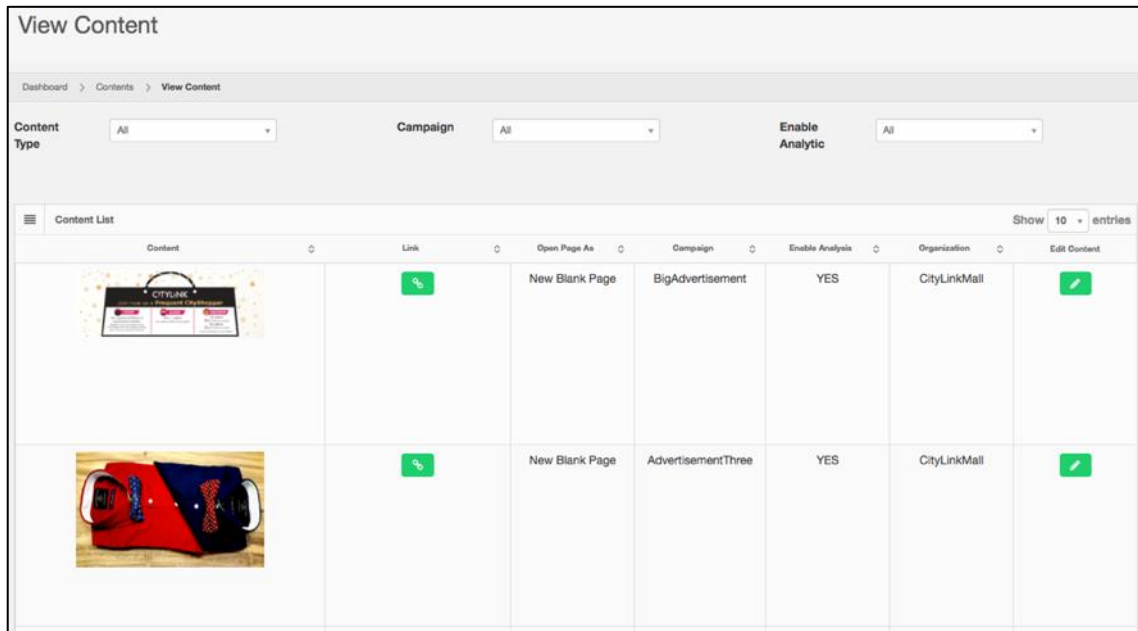 View Content
Dashboard > Contents > View Content
Content Type All Campaign All Enable Analytic All
Content List Show 10 entries
Content Link Open Page As Campaign Enable Analysis Organization Edit Content
CITYLINK
Frequent CityShopper
New Blank Page BigAdvertisement YES CityLinkMall
New Blank Page AdvertisementThree YES CityLinkMall